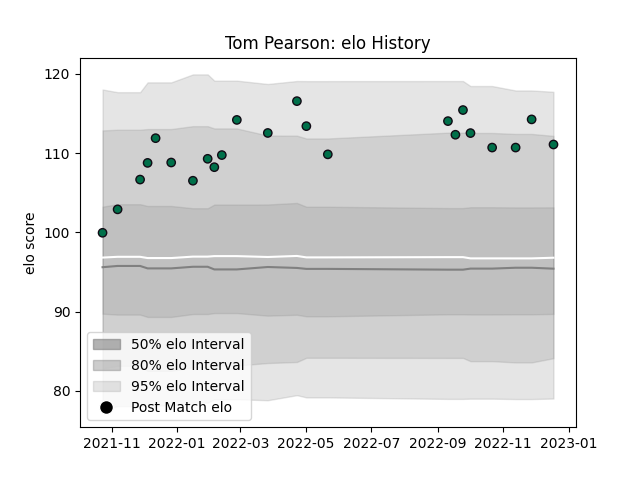 Tom Pearson: elo History
120
110
100
90
80
elo score
50% elo Interval
80% elo Interval
95% elo Interval
Post Match elo
2021-11 2022-01 2022-03 2022-05 2022-07 2022-09 2022-11 2023-01